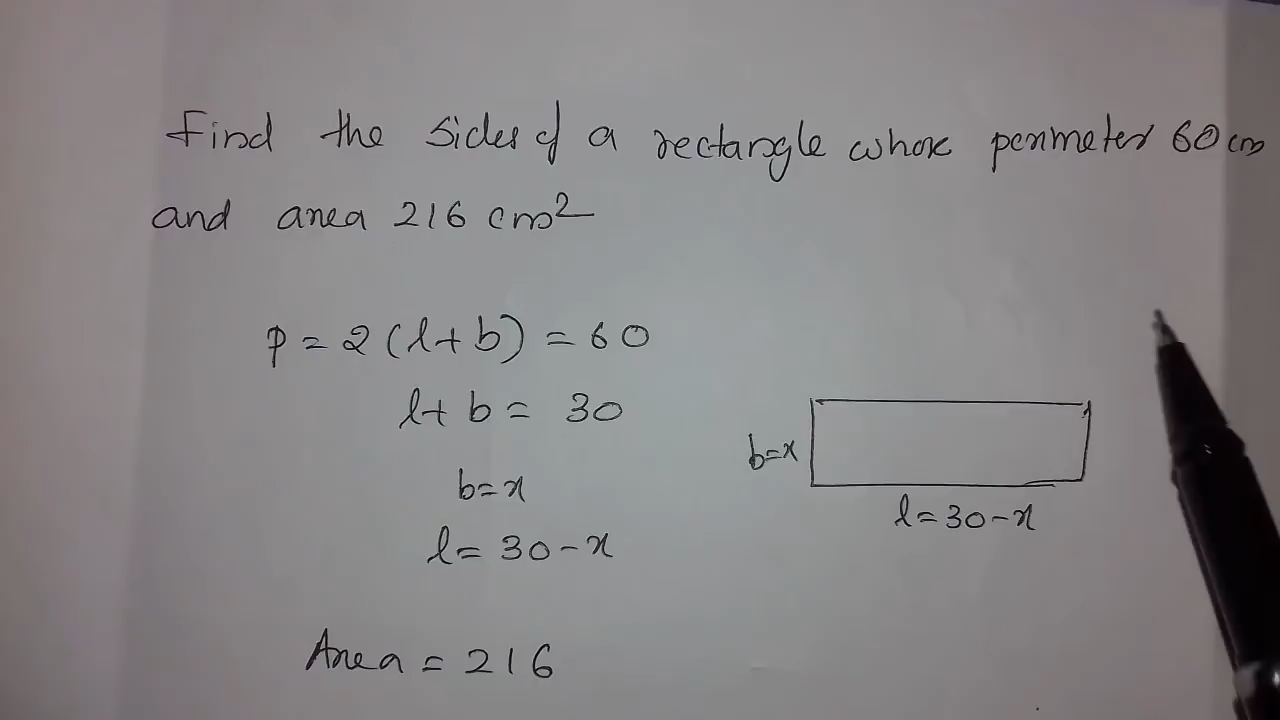 Find the sides of a rectangle whose perimeter 60 cm
and area 216 cm²
P = 2 (l + b) = 60
l + b = 30
b = x
l = 30 - x
b = x
l = 30 - x
Area = 216